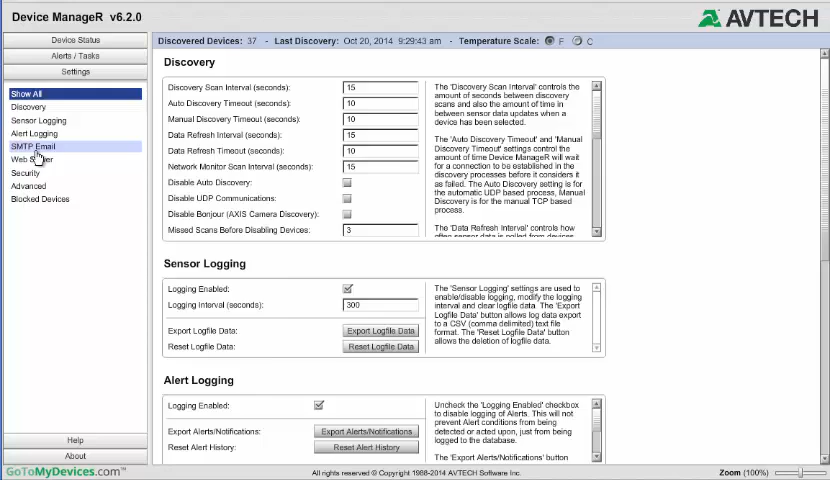 Device ManageR v6.2.0
AVTECH
Device Status
Discovered Devices: 37 - Last Discovery: Oct 20, 2014 9:29:43 am - Temperature Scale: F C
Alerts / Tasks
Settings
Show All
Discovery
Sensor Logging
Alert Logging
SMTP Email
Web
Security
Advanced
Blocked Devices
Help
About
GoToMyDevices.com™
Discovery
Discovery Scan Interval (seconds): 15
Auto Discovery Timeout (seconds): 10
Manual Discovery Timeout (seconds): 10
Data Refresh Interval (seconds): 15
Data Refresh Timeout (seconds): 10
Network Monitor Scan Interval (seconds): 15
Disable Auto Discovery:
Disable UDP Communications:
Disable Bonjour (AXIS Camera Discovery):
Missed Scans Before Disabling Devices: 3
The 'Discovery Scan Interval' controls the
amount of seconds between discovery
scans and also the amount of time in
between sensor data updates when a
device has been selected.
The 'Auto Discovery Timeout' and 'Manual
Discovery Timeout' settings control the
amount of time Device ManageR will wait
for a connection to be established in the
discovery processes before it considers it
as failed. The Auto Discovery setting is for
the automatic UDP based process, Manual
Discovery is for the manual TCP based
process.
The 'Data Refresh Interval' controls how
often sensor data is polled from devices
Sensor Logging
Logging Enabled:
Logging Interval (seconds): 300
Export Logfile Data: Export Logfile Data
Reset Logfile Data: Reset Logfile Data
The 'Sensor Logging' settings are used to
enable/disable logging, modify the logging
interval and clear logfile data. The 'Export
Logfile Data' button allows log data export
to a CSV (comma delimited) text file
format. The 'Reset Logfile Data' button
allows the deletion of logfile data.
Alert Logging
Logging Enabled:
Export Alerts/Notifications: Export Alerts/Notifications
Reset Alert History: Reset Alert History
Uncheck the 'Logging Enabled' checkbox
to disable logging of Alerts. This will not
prevent Alert conditions from being
detected or acted upon, just from being
logged to the database.
The 'Export Alerts/Notifications' button
All rights reserved © Copyright 1988-2014 AVTECH Software Inc.
Zoom (100%)